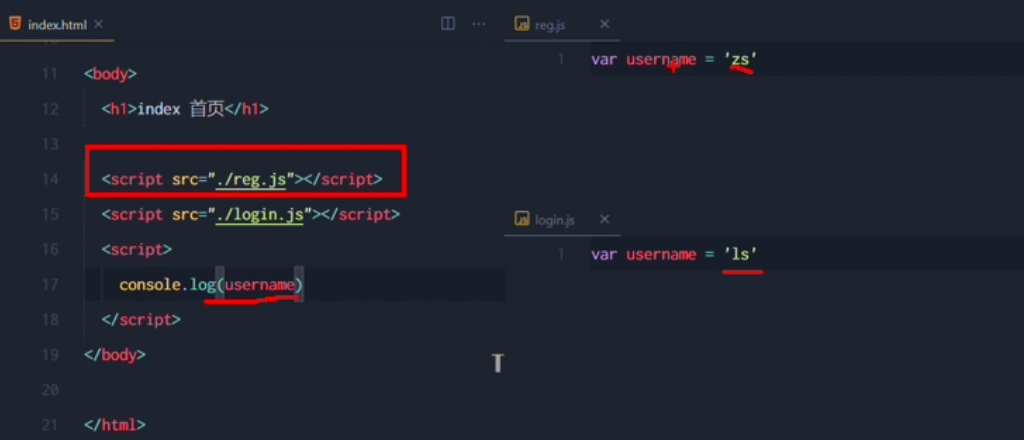 index.html
11 <body>
12 <h1>index 首页</h1>
13
14 <script src="./reg.js"></script>
15 <script src="./login.js"></script>
16 <script>
17 console.log(username)
18 </script>
19 </body>
20
21 </html>
reg.js
1 var username = 'zs'
login.js
1 var username = 'ls'
T